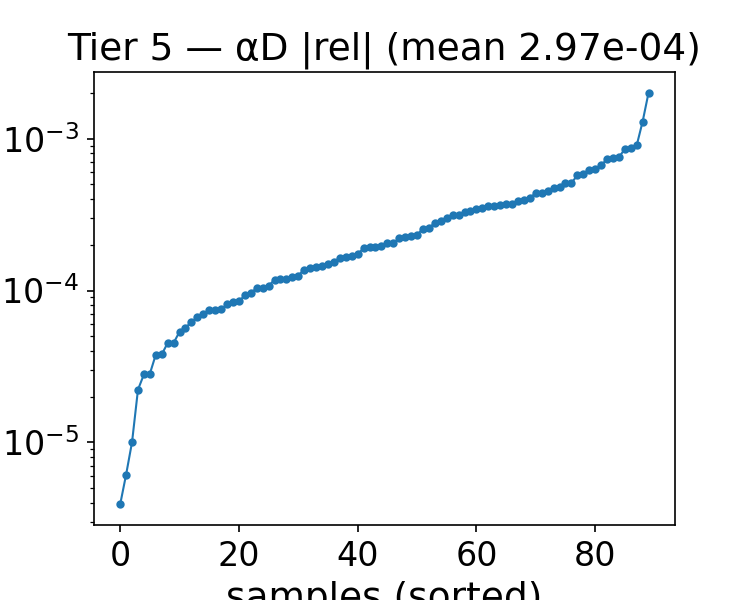 Tier 5 — αD |rel| (mean 2.97e-04)
10⁻³
10⁻⁴
10⁻⁵
0 20 40 60 80
samples (sorted)